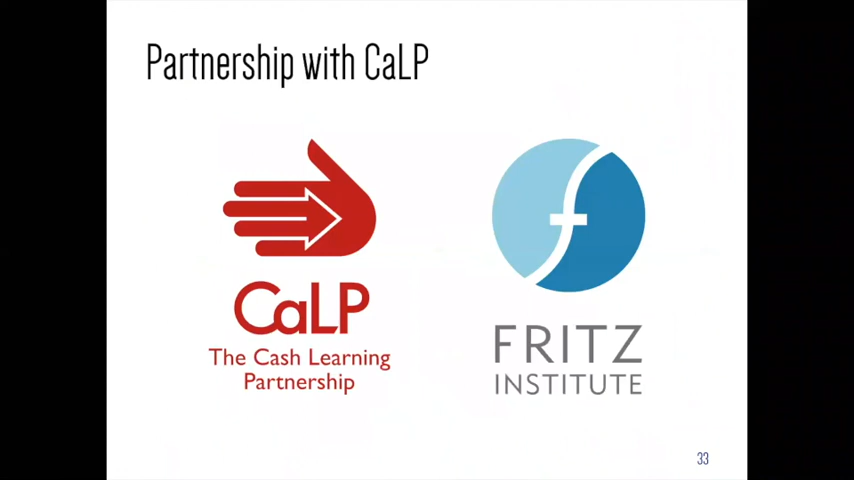 Partnership with CaLP
CaLP
The Cash Learning
Partnership
f
FRITZ
INSTITUTE
33